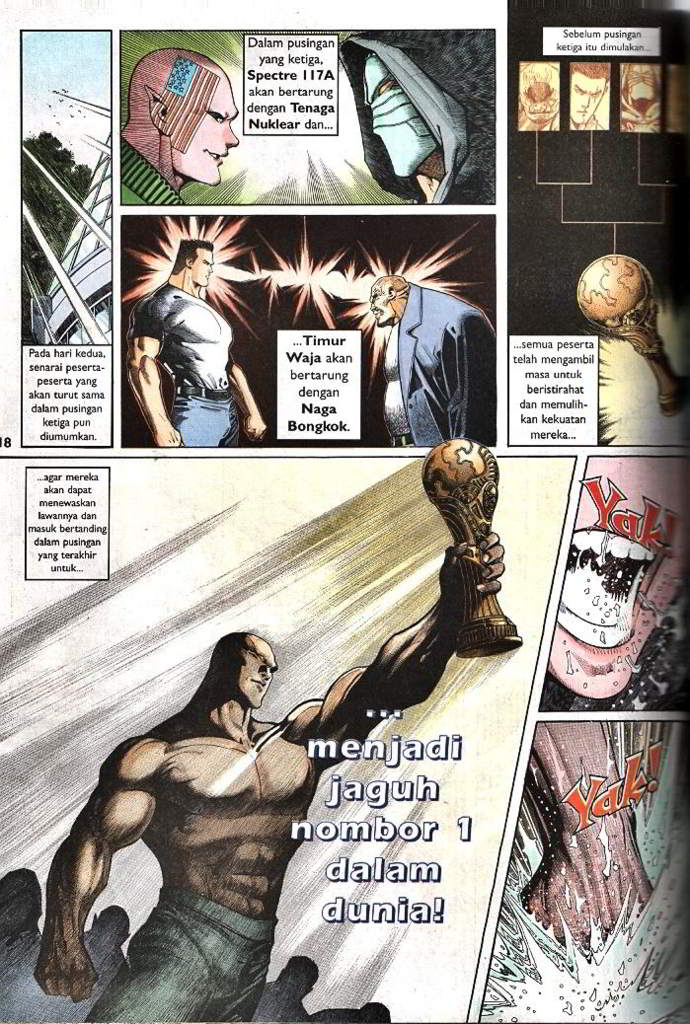 Pada hari kedua,
senarai peserta-
peserta yang
akan turut sama
dalam pusingan
ketiga pun
diumumkan.
Dalam pusingan
yang ketiga,
Spectre 117A
akan bertarung
dengan Tenaga
Nuklear dan...
...Timur
Waja akan
bertarung
dengan
Naga
Bongkok.
Sebelum pusingan
ketiga itu dimulakan...
...semua peserta
telah mengambil
masa untuk
beristirahat
dan memulih-
kan kekuatan
mereka...
18
...agar mereka
akan dapat
menewaskan
lawannya dan
masuk bertanding
dalam pusingan
yang terakhir
untuk...
...
menjadi
jaguh
nombor 1
dalam
dunia!
Yak!
Yak!